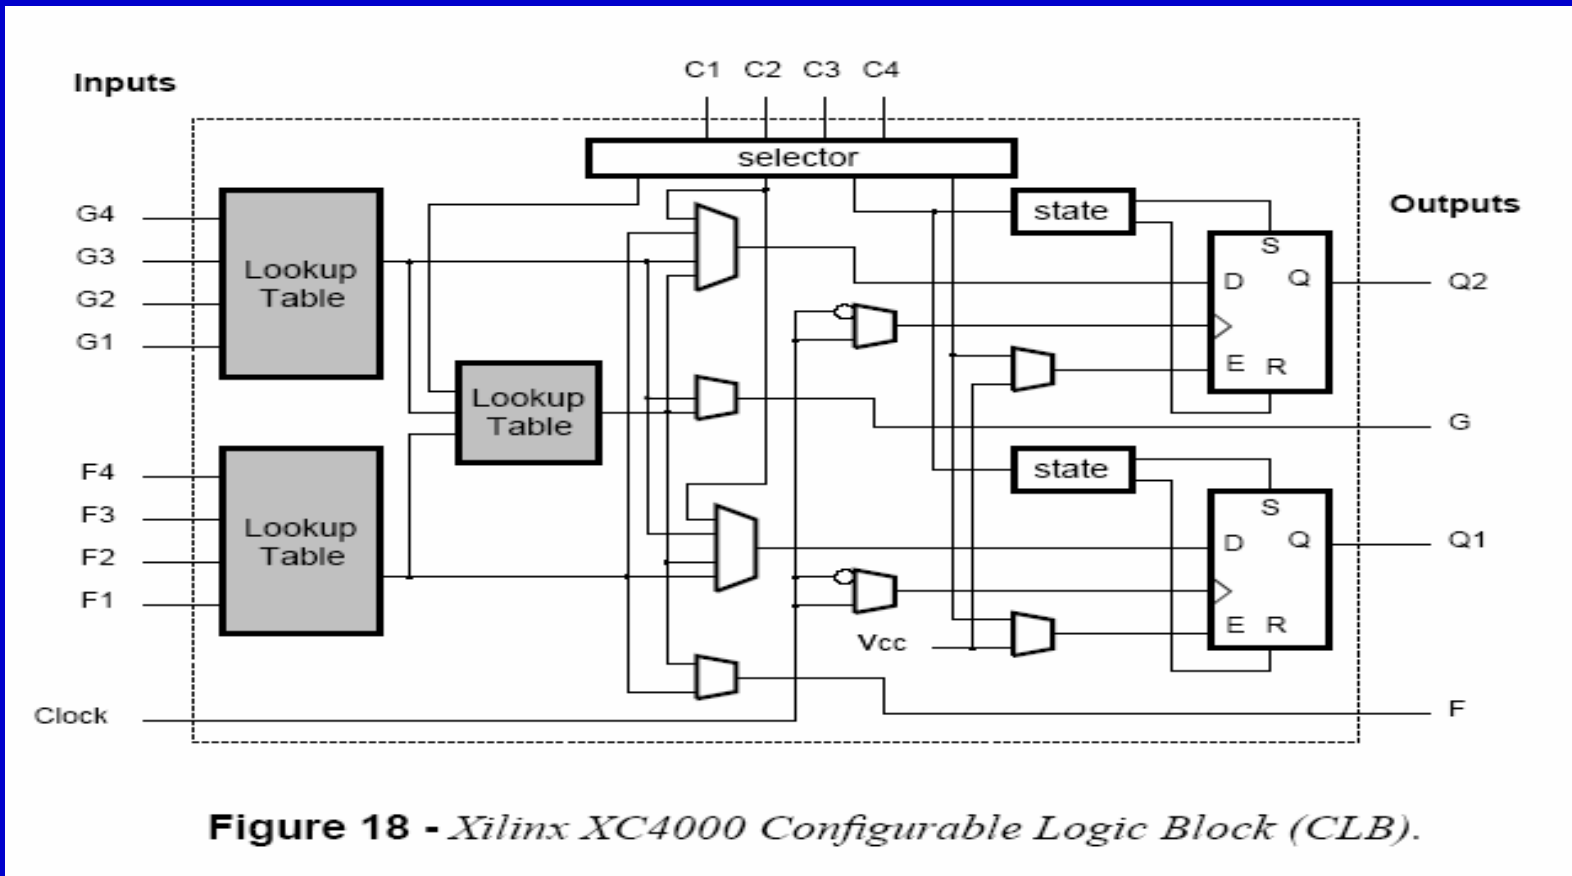 Inputs
C1 C2 C3 C4
selector
G4
G3
G2
G1
Lookup
Table
Lookup
Table
F4
F3
F2
F1
Lookup
Table
Clock
state
S
D Q
E R
state
S
D Q
E R
Vcc
Outputs
Q2
G
Q1
F
Figure 18 - Xilinx XC4000 Configurable Logic Block (CLB).